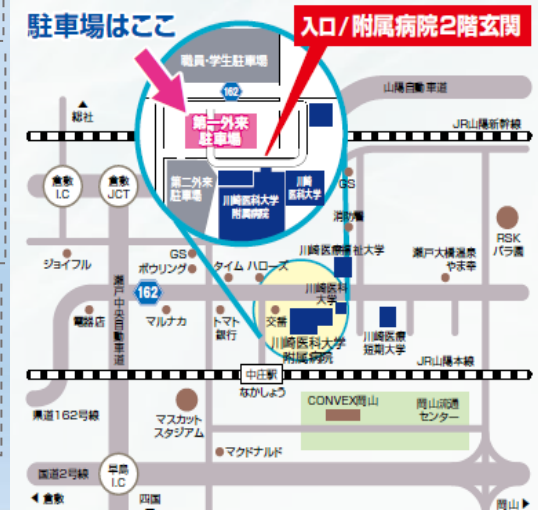 駐車場はここ
入口/附属病院2階玄関
職員・学生駐車場
162
第一外来
駐車場
第二外来
駐車場
川崎医科大学
附属病院
川崎
医科大学
山陽自動車道
JR山陽新幹線
▲
総社
倉敷
I.C
倉敷
JCT
GS
消防署
川崎医療福祉大学
RSK
バラ園
瀬戸大橋温泉
やま幸
ジョイフル
GS
ボウリング
タイム
ハローズ
川崎医科
大学
162
瀬戸中央自動車道
電器店
マルナカ
トマト
銀行
交番
川崎医科大学
附属病院
川崎医療
短期大学
JR山陽本線
中庄駅
なかしょう
県道162号線
マスカット
スタジアム
CONVEX岡山
岡山流通
センター
マクドナルド
国道2号線
早島
I.C
◀倉敷
四国
岡山▶